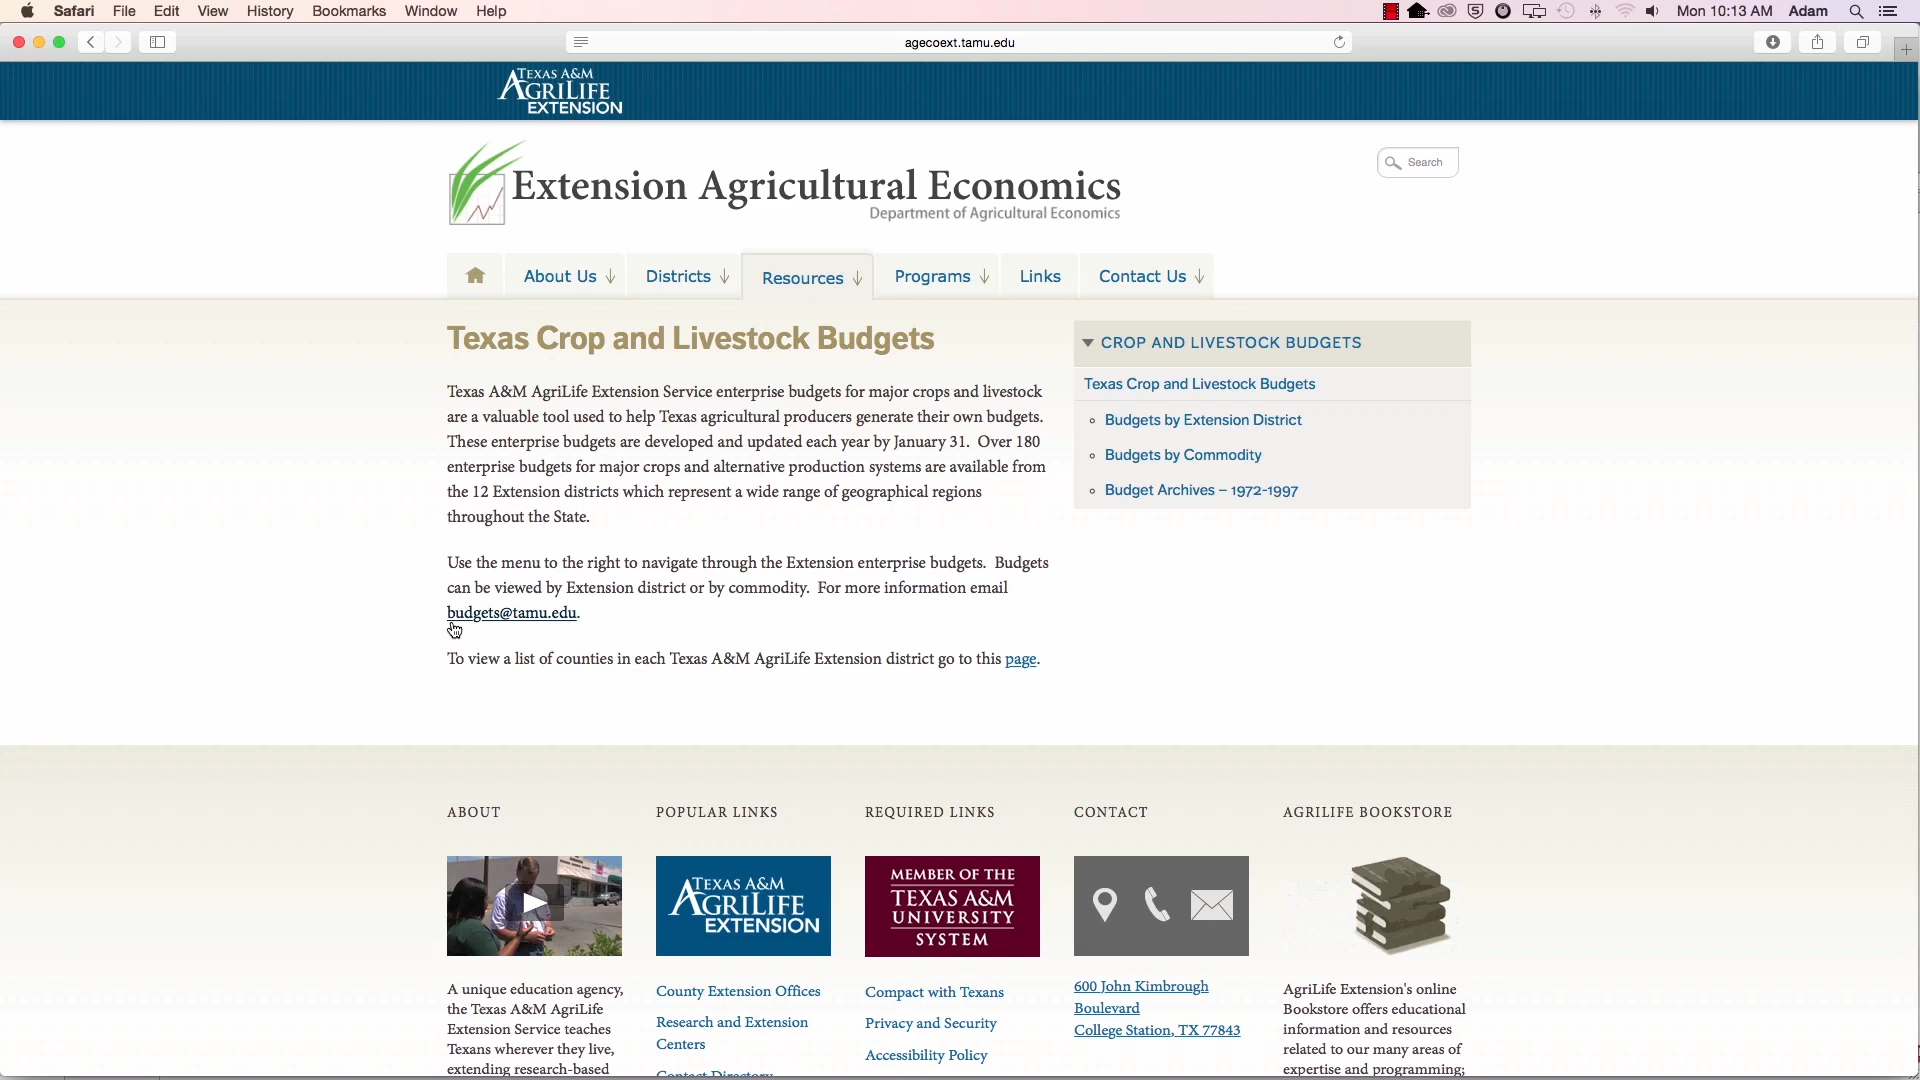 Safari File Edit View History Bookmarks Window Help Mon 10:13 AM Adam
agecoext.tamu.edu
TEXAS A&M
AGRILIFE
EXTENSION
Extension Agricultural Economics
Department of Agricultural Economics
Search
About Us Districts Resources Programs Links Contact Us
Texas Crop and Livestock Budgets
Texas A&M AgriLife Extension Service enterprise budgets for major crops and livestock
are a valuable tool used to help Texas agricultural producers generate their own budgets.
These enterprise budgets are developed and updated each year by January 31. Over 180
enterprise budgets for major crops and alternative production systems are available from
the 12 Extension districts which represent a wide range of geographical regions
throughout the State.
Use the menu to the right to navigate through the Extension enterprise budgets. Budgets
can be viewed by Extension district or by commodity. For more information email
budgets@tamu.edu.
To view a list of counties in each Texas A&M AgriLife Extension district go to this page.
CROP AND LIVESTOCK BUDGETS
Texas Crop and Livestock Budgets
Budgets by Extension District
Budgets by Commodity
Budget Archives – 1972-1997
ABOUT
A unique education agency,
the Texas A&M AgriLife
Extension Service teaches
Texans wherever they live,
extending research-based
POPULAR LINKS
TEXAS A&M
AGRILIFE
EXTENSION
County Extension Offices
Research and Extension
Centers
Contact Directory
REQUIRED LINKS
MEMBER OF THE
TEXAS A&M
UNIVERSITY
SYSTEM
Compact with Texans
Privacy and Security
Accessibility Policy
CONTACT
600 John Kimbrough
Boulevard
College Station, TX 77843
AGRILIFE BOOKSTORE
AgriLife Extension's online
Bookstore offers educational
information and resources
related to our many areas of
expertise and programming;